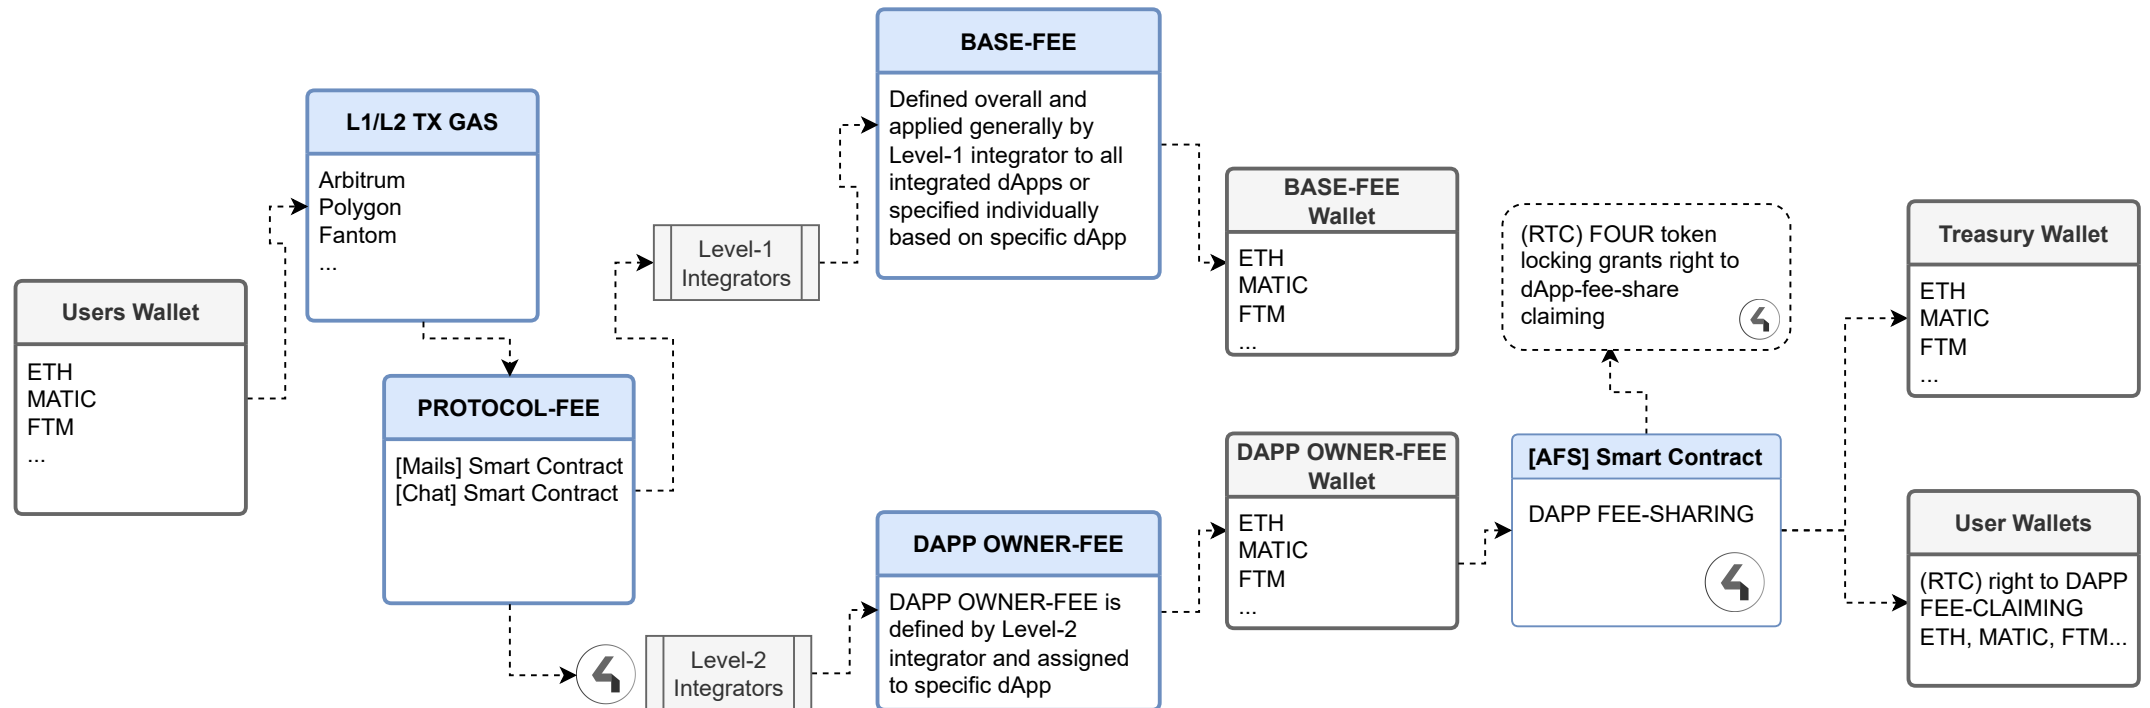 Users Wallet
ETH
MATIC
FTM
...
L1/L2 TX GAS
Arbitrum
Polygon
Fantom
...
PROTOCOL-FEE
[Mails] Smart Contract
[Chat] Smart Contract
Level-1
Integrators
BASE-FEE
Defined overall and
applied generally by
Level-1 integrator to all
integrated dApps or
specified individually
based on specific dApp
BASE-FEE
Wallet
ETH
MATIC
FTM
...
Level-2
Integrators
DAPP OWNER-FEE
DAPP OWNER-FEE is
defined by Level-2
integrator and assigned
to specific dApp
DAPP OWNER-FEE
Wallet
ETH
MATIC
FTM
...
(RTC) FOUR token
locking grants right to
dApp-fee-share
claiming
[AFS] Smart Contract
DAPP FEE-SHARING
Treasury Wallet
ETH
MATIC
FTM
...
User Wallets
(RTC) right to DAPP
FEE-CLAIMING
ETH, MATIC, FTM...